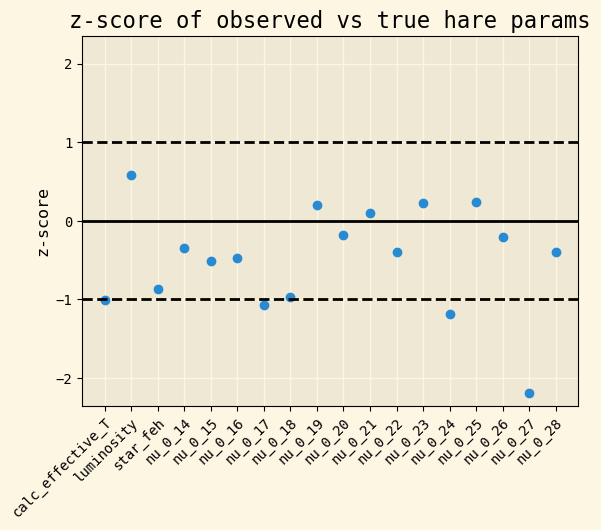 z-score of observed vs true hare params
z-score
2
1
0
−1
−2
calc_effective_T
luminosity
star_feh
nu_0_14
nu_0_15
nu_0_16
nu_0_17
nu_0_18
nu_0_19
nu_0_20
nu_0_21
nu_0_22
nu_0_23
nu_0_24
nu_0_25
nu_0_26
nu_0_27
nu_0_28